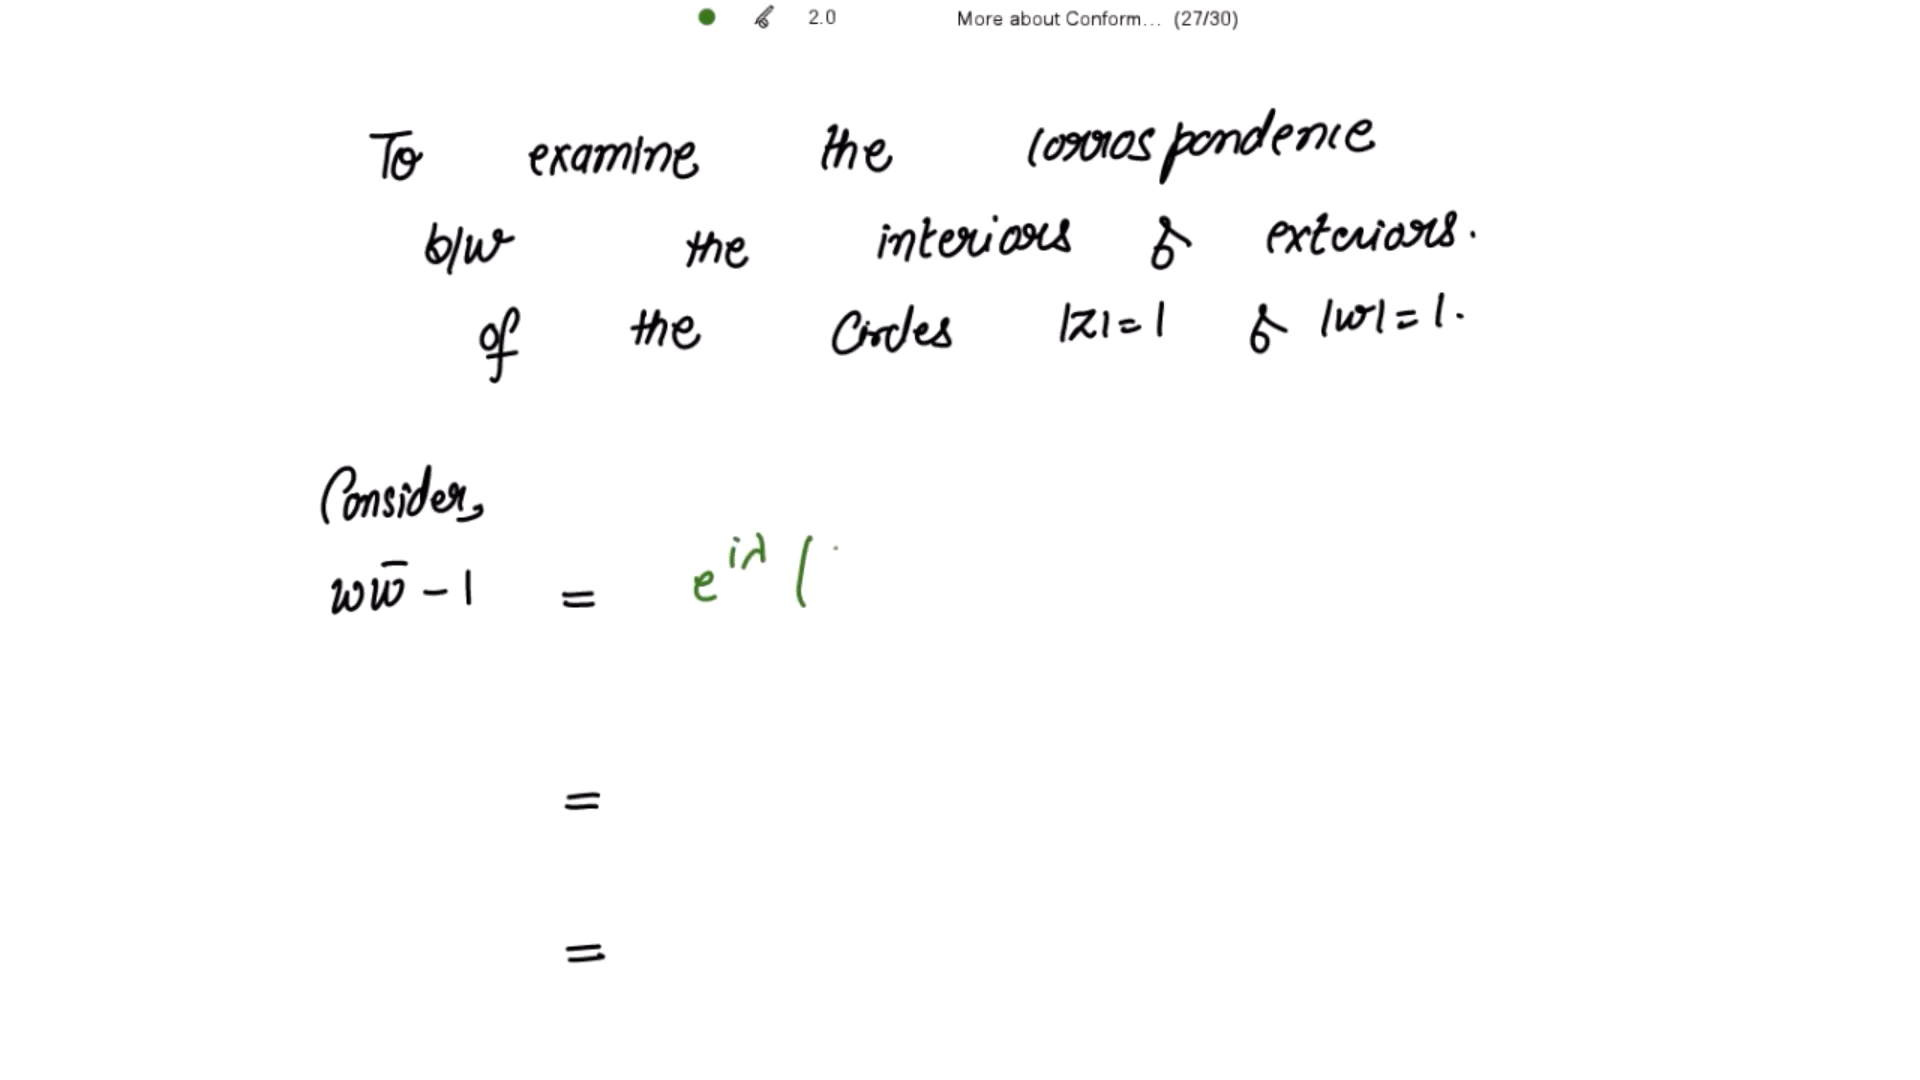 2.0 More about Conform... (27/30)
To examine the corrospondence
b/w the interiors & exteriors.
of the Circles |z| = 1 & |w| = 1.
Consider,
ww̄ - 1 = e^{iλ} (
=
=